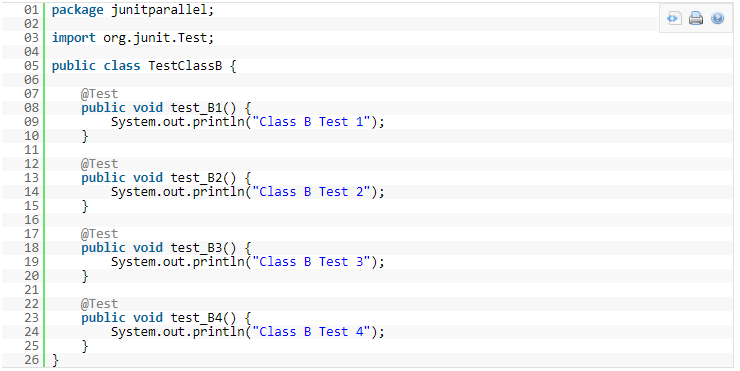 01 package junitparallel;
02
03 import org.junit.Test;
04
05 public class TestClassB {
06
07     @Test
08     public void test_B1() {
09         System.out.println("Class B Test 1");
10     }
11
12     @Test
13     public void test_B2() {
14         System.out.println("Class B Test 2");
15     }
16
17     @Test
18     public void test_B3() {
19         System.out.println("Class B Test 3");
20     }
21
22     @Test
23     public void test_B4() {
24         System.out.println("Class B Test 4");
25     }
26 }